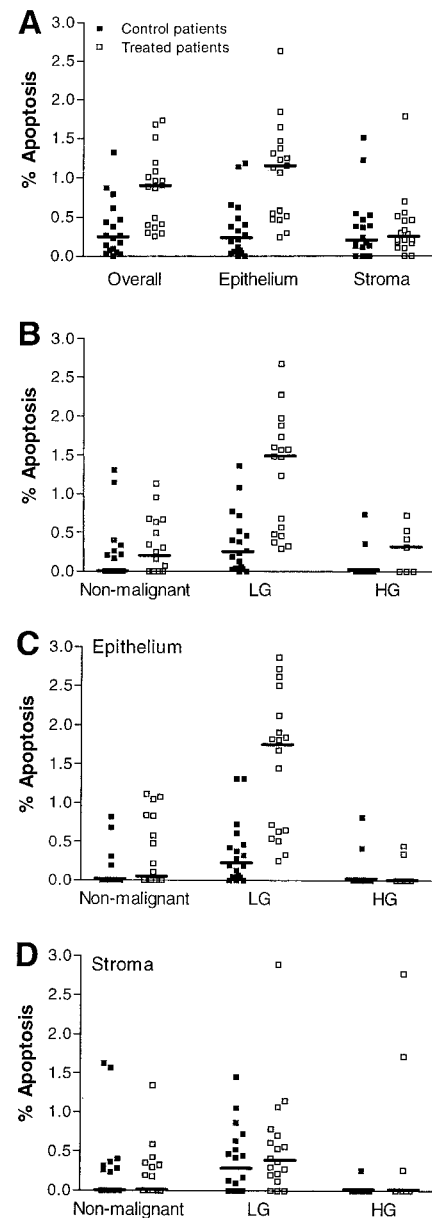 A
■ Control patients
□ Treated patients
% Apoptosis
3.0
2.5
2.0
1.5
1.0
0.5
0.0
Overall Epithelium Stroma
B
% Apoptosis
3.0
2.5
2.0
1.5
1.0
0.5
0.0
Non-malignant LG HG
C
Epithelium
% Apoptosis
3.0
2.5
2.0
1.5
1.0
0.5
0.0
Non-malignant LG HG
D
Stroma
% Apoptosis
3.0
2.5
2.0
1.5
1.0
0.5
0.0
Non-malignant LG HG